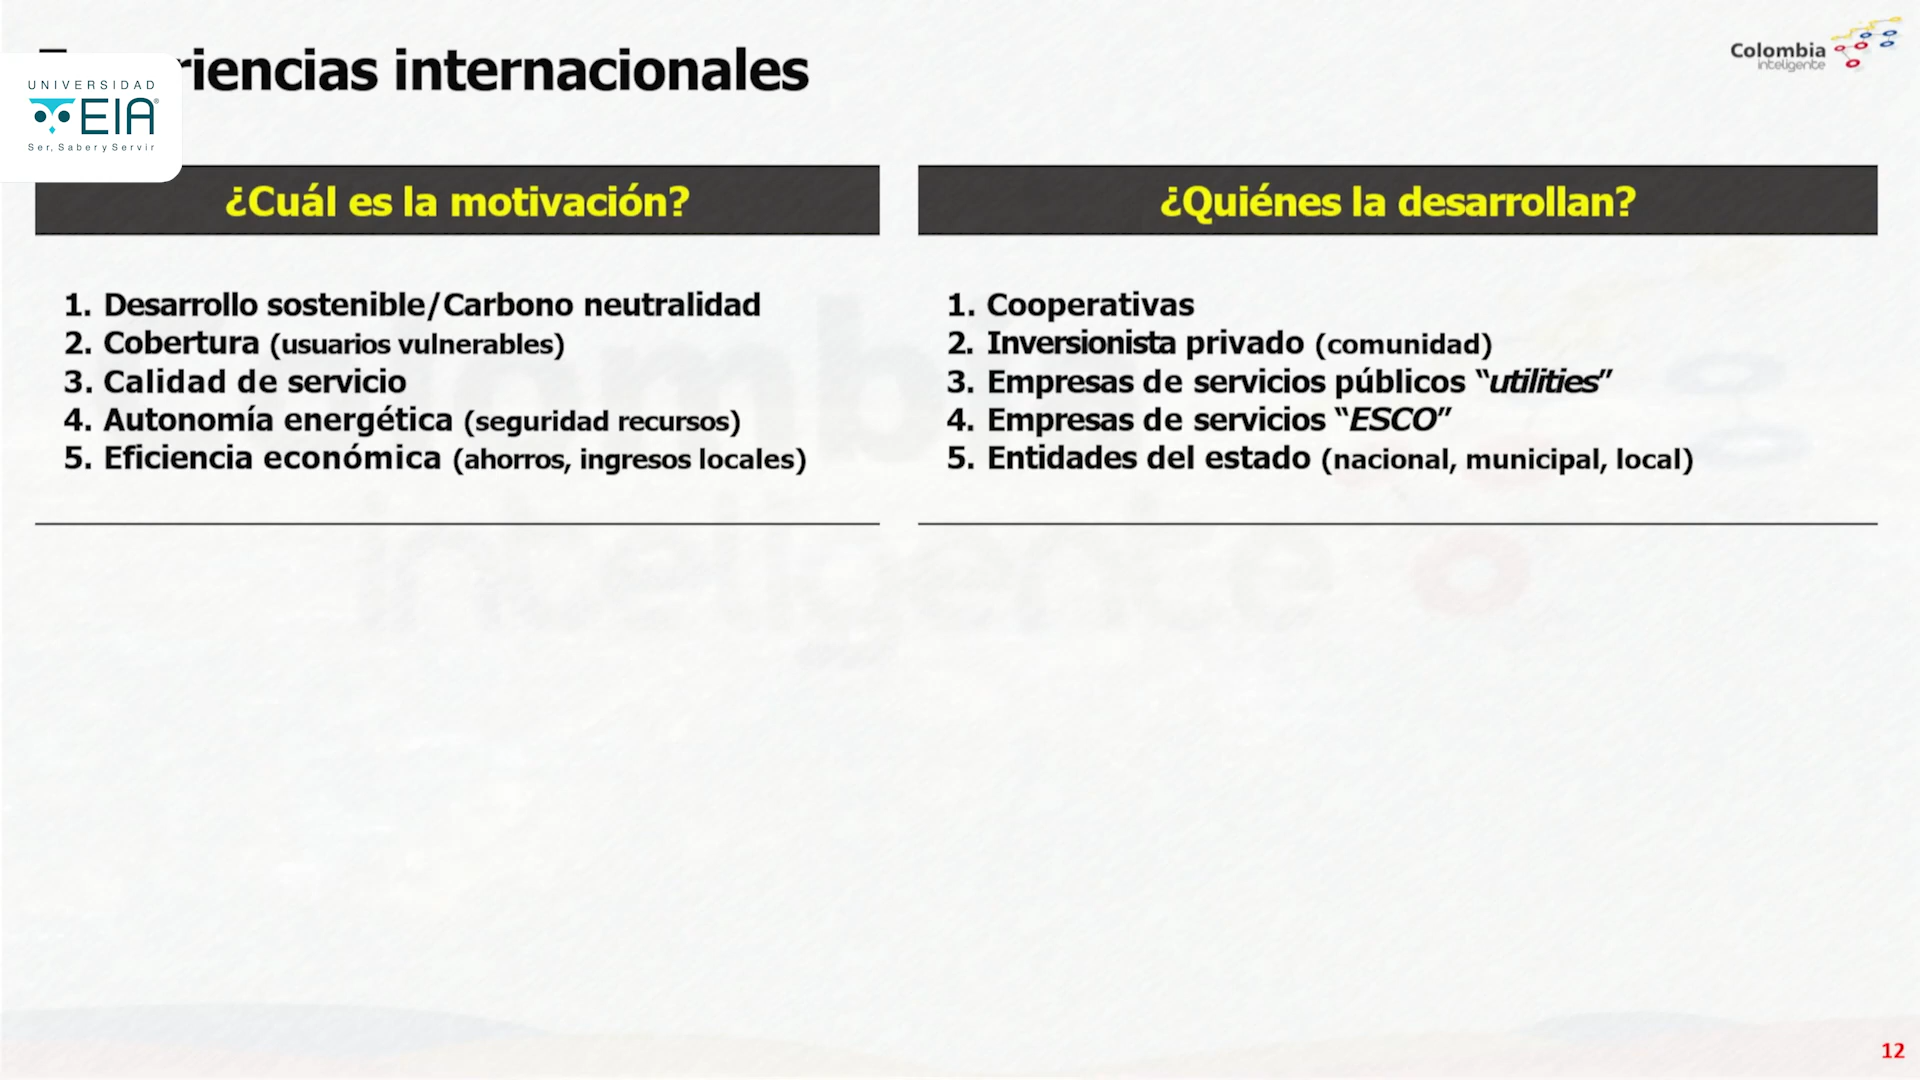 riencias internacionales
Colombia
inteligente
UNIVERSIDAD
EIA
Ser, Saber y Servir
¿Cuál es la motivación?
1. Desarrollo sostenible/Carbono neutralidad
2. Cobertura (usuarios vulnerables)
3. Calidad de servicio
4. Autonomía energética (seguridad recursos)
5. Eficiencia económica (ahorros, ingresos locales)
¿Quiénes la desarrollan?
1. Cooperativas
2. Inversionista privado (comunidad)
3. Empresas de servicios públicos “utilities”
4. Empresas de servicios “ESCO”
5. Entidades del estado (nacional, municipal, local)
12